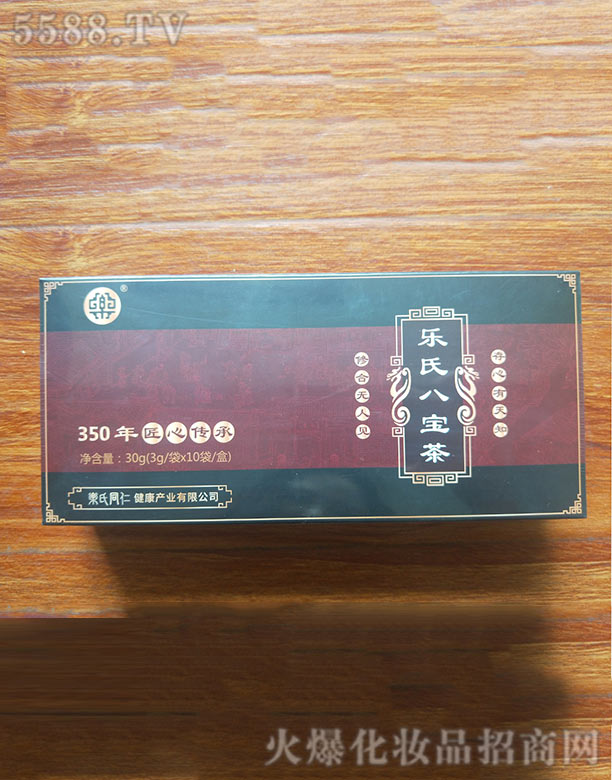 5588.TV
樂®
350年匠心传承
净含量：30g(3g/袋x10袋/盒)
樂氏同仁 健康产业有限公司
修合无人见
乐氏八宝茶
存心有天知
火爆化妆品招商网